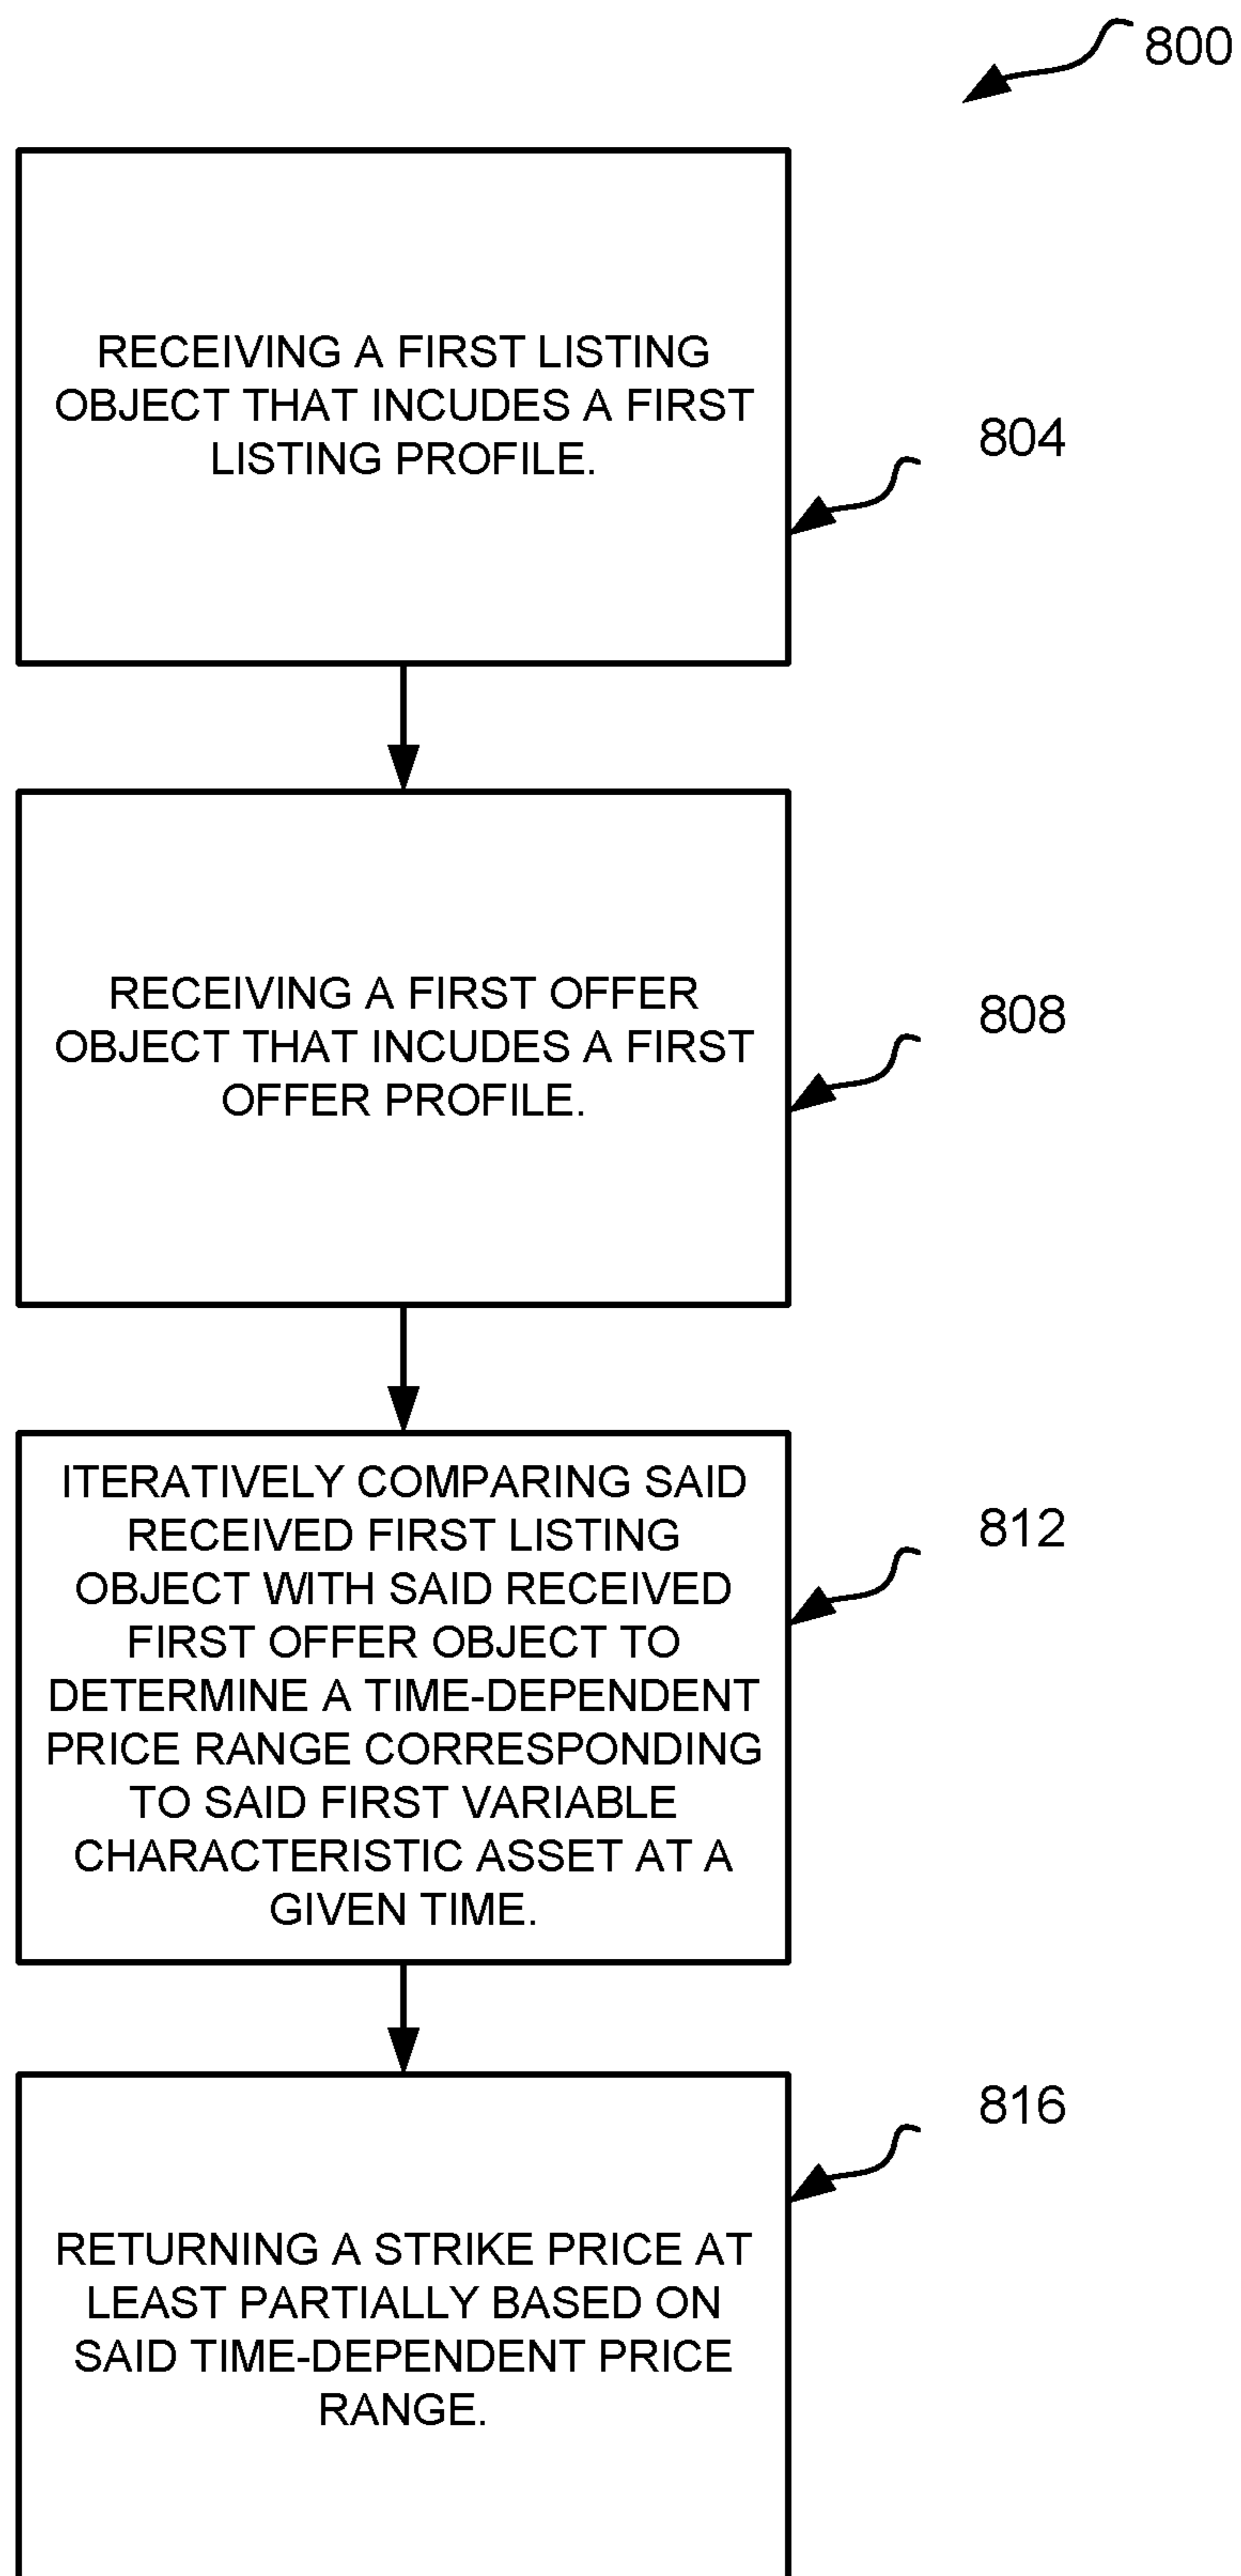 800
RECEIVING A FIRST LISTING
OBJECT THAT INCUDES A FIRST
LISTING PROFILE.
804
RECEIVING A FIRST OFFER
OBJECT THAT INCUDES A FIRST
OFFER PROFILE.
808
ITERATIVELY COMPARING SAID
RECEIVED FIRST LISTING
OBJECT WITH SAID RECEIVED
FIRST OFFER OBJECT TO
DETERMINE A TIME-DEPENDENT
PRICE RANGE CORRESPONDING
TO SAID FIRST VARIABLE
CHARACTERISTIC ASSET AT A
GIVEN TIME.
812
RETURNING A STRIKE PRICE AT
LEAST PARTIALLY BASED ON
SAID TIME-DEPENDENT PRICE
RANGE.
816